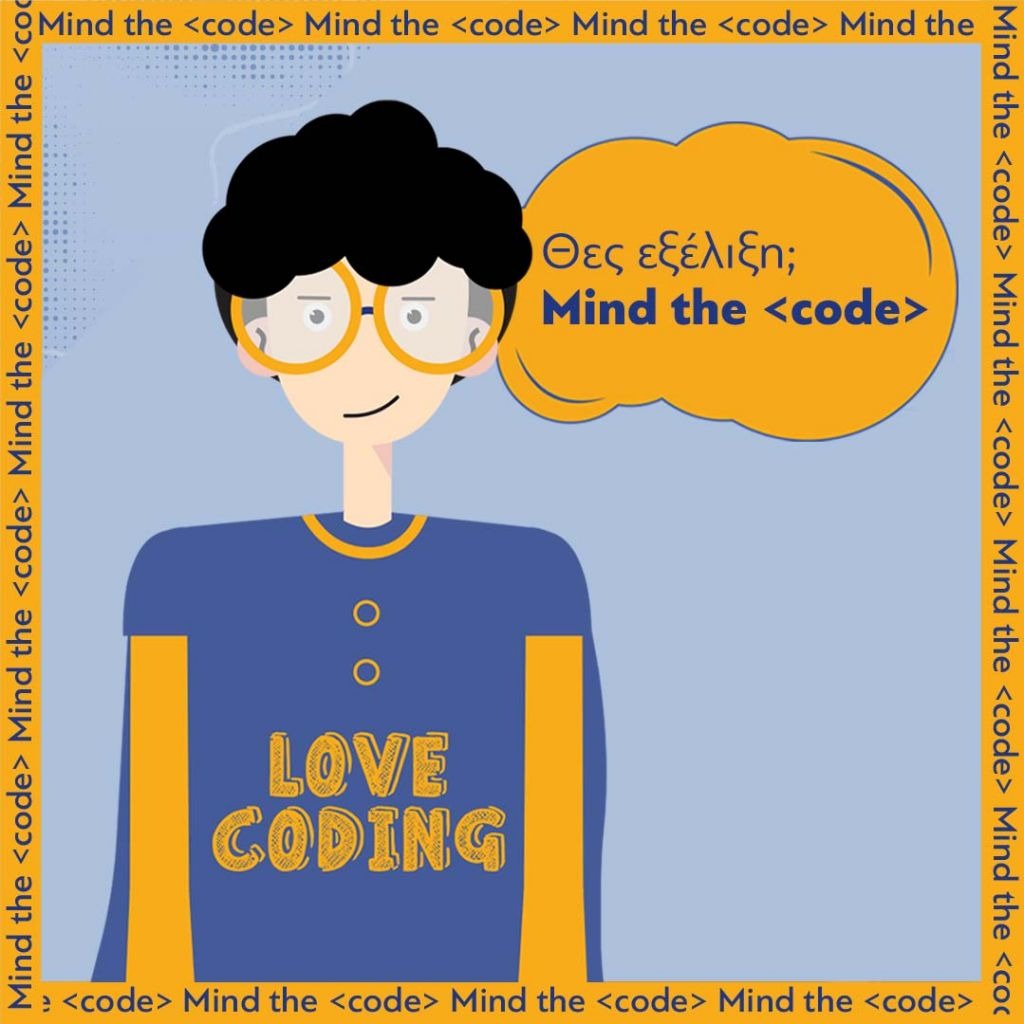 Mind the <code> Mind the <code> Mind the <code> Mind the
Θες εξέλιξη;
Mind the <code>
LOVE
CODING
Mind the <code> Mind the <code> Mind the <code> Mind the
Mind the <code> Mind the <code> Mind the <code> Mind the
<code> Mind the <code> Mind the <code> Mind the <code>